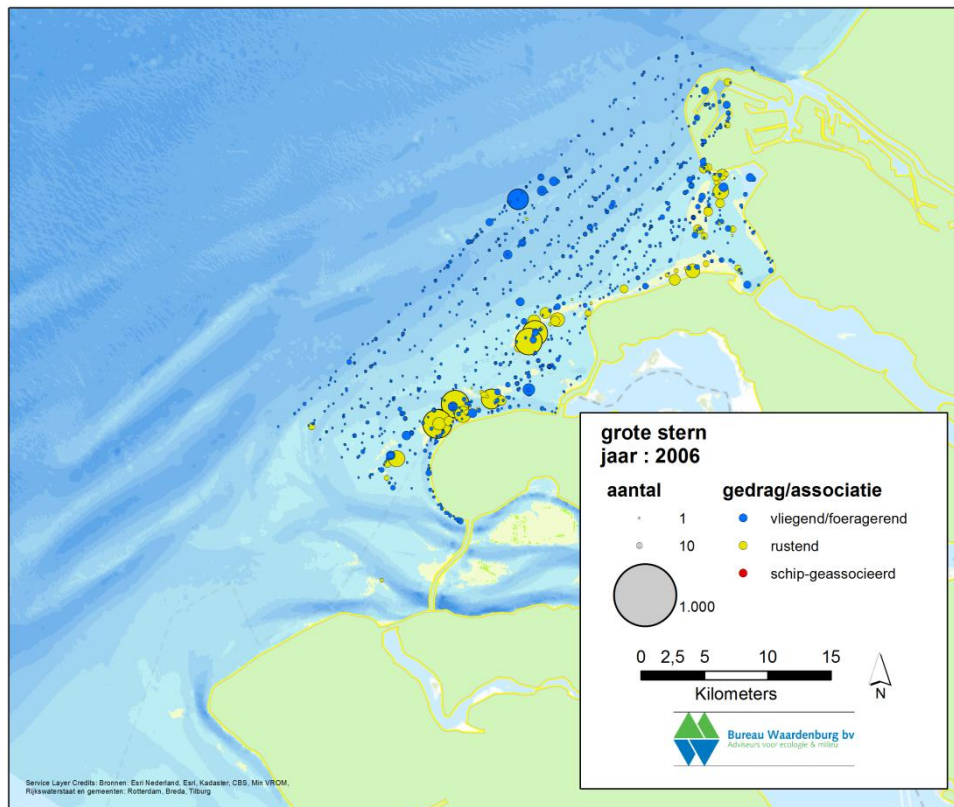 grote stern
jaar : 2006
aantal
gedrag/associatie
1
vliegend/foeragerend
10
rustend
schip-geassocieerd
1.000
0 2,5 5 10 15
Kilometers
N
Bureau Waardenburg bv
Adviseurs voor ecologie & milieu
Service Layer Credits: Bronnen: Esri Nederland, Esri, Kadaster, CBS, Min VROM,
Rijkswaterstaat en gemeenten: Rotterdam, Breda, Tilburg